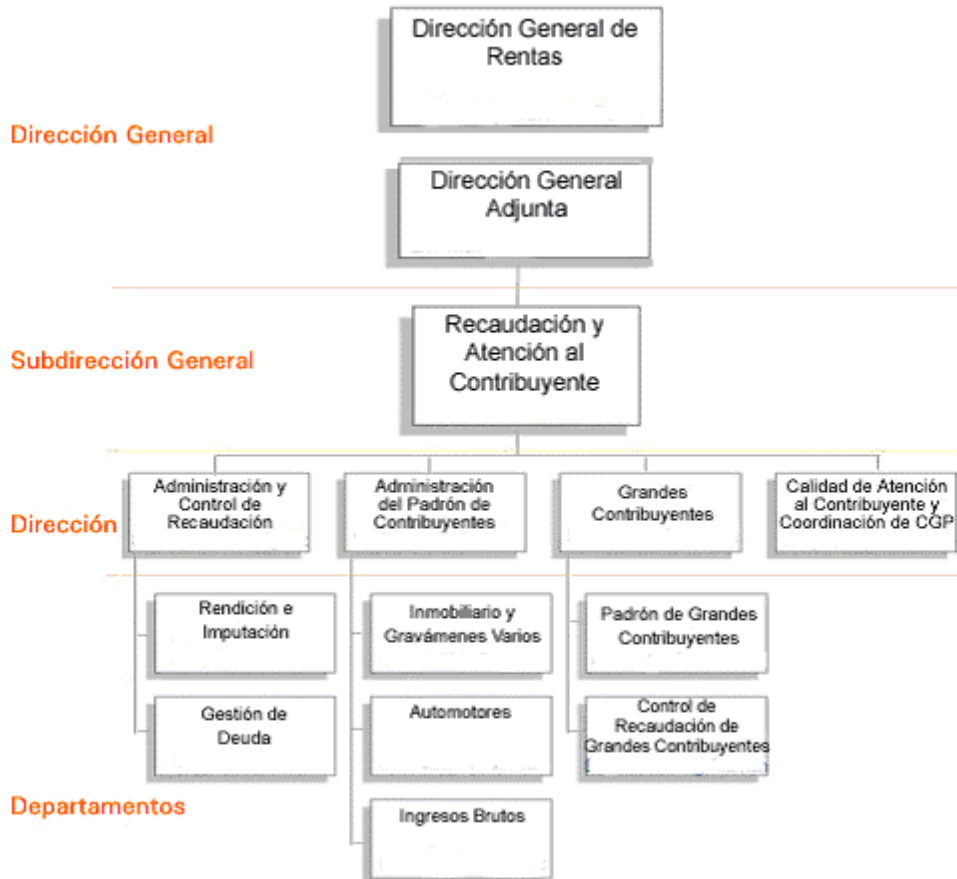 Dirección General de
Rentas
Dirección General
Dirección General
Adjunta
Recaudación y
Atención al
Contribuyente
Subdirección General
Administración y
Control de
Recaudación
Administración
del Padrón de
Contribuyentes
Grandes
Contribuyentes
Calidad de Atención
al Contribuyente y
Coordinación de CGP
Dirección
Rendición e
Imputación
Inmobiliario y
Gravámenes Varios
Padrón de Grandes
Contribuyentes
Gestión de
Deuda
Automotores
Control de
Recaudación de
Grandes Contribuyentes
Departamentos
Ingresos Brutos